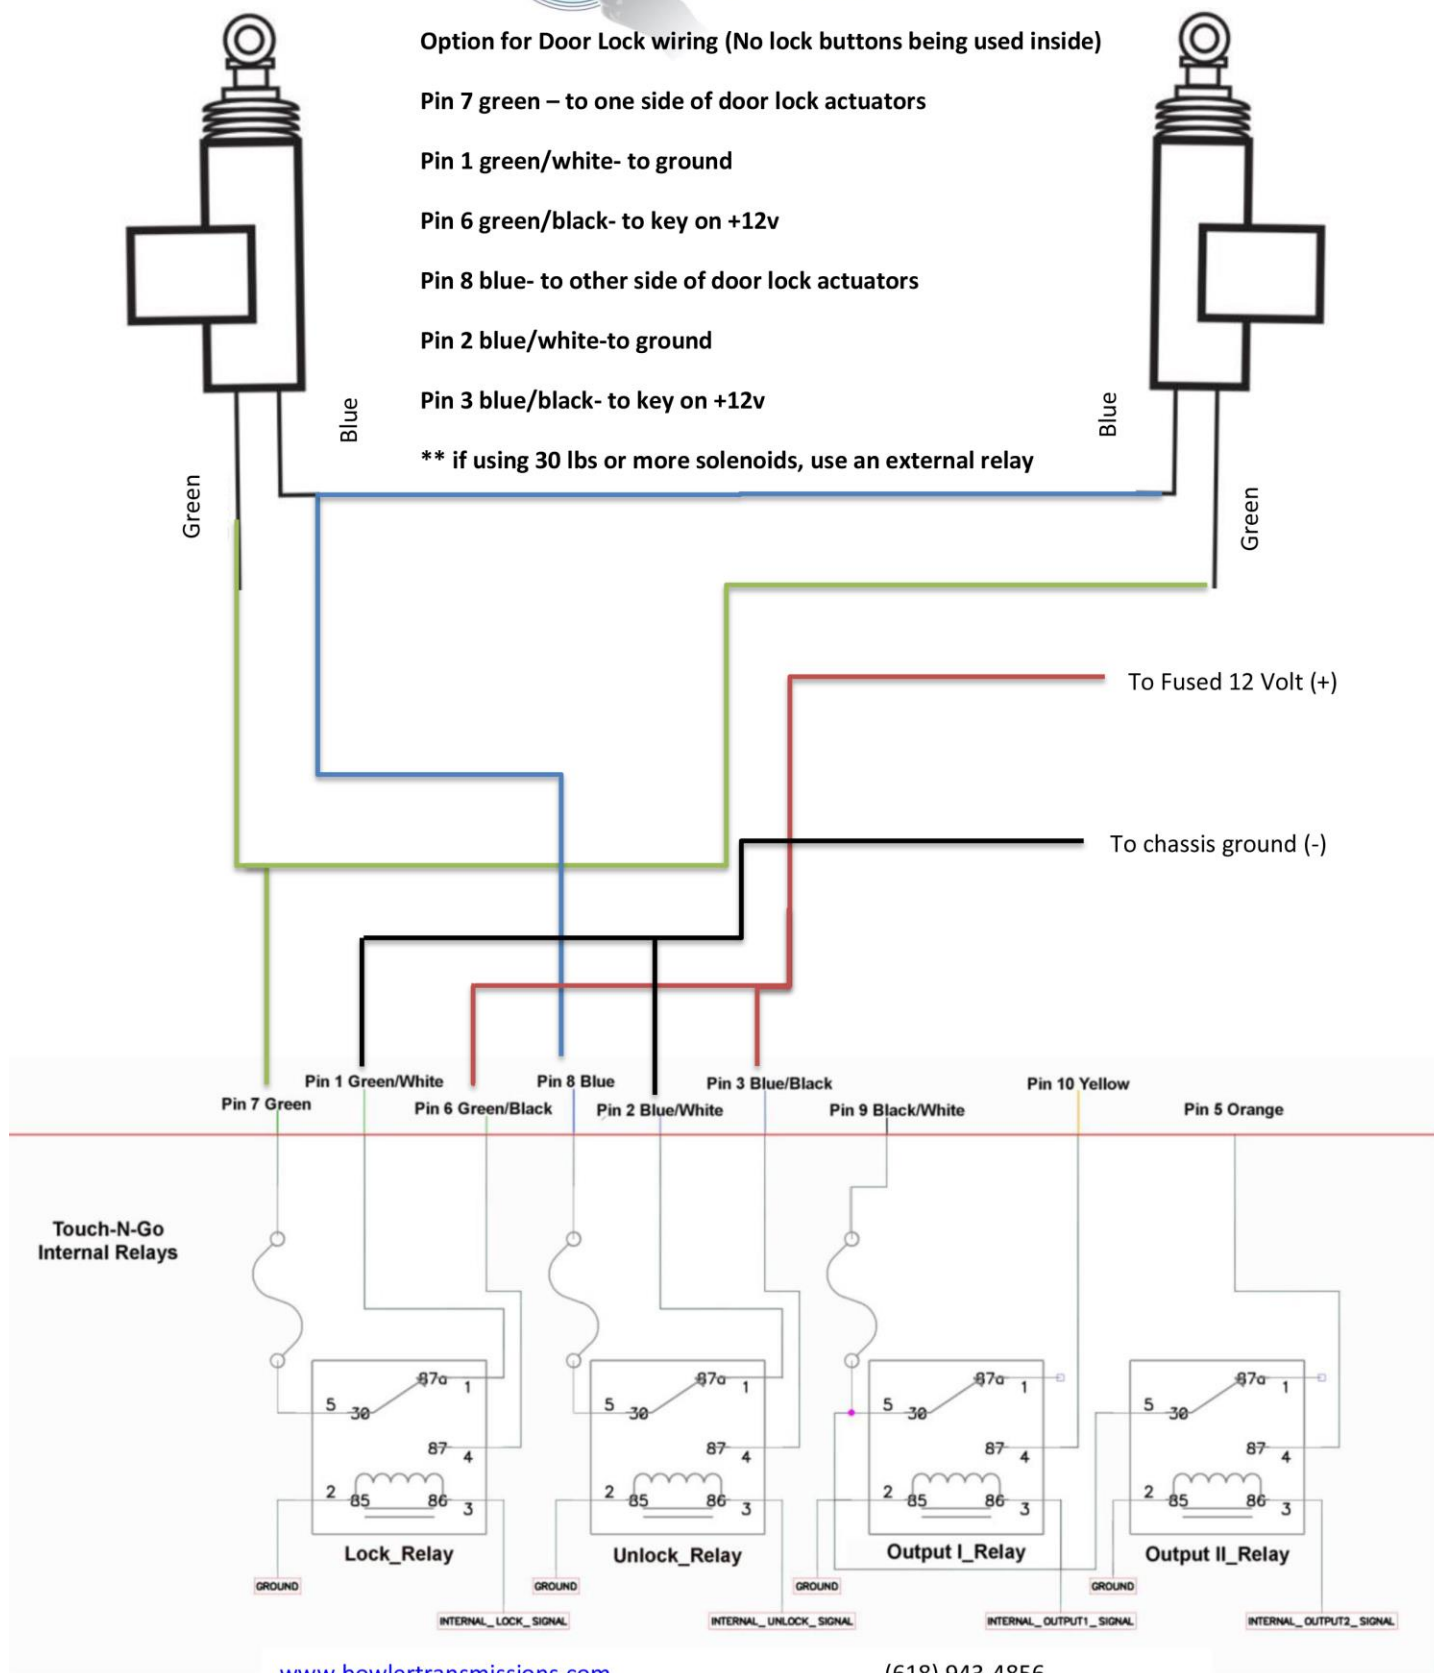 Option for Door Lock wiring (No lock buttons being used inside)
Pin 7 green – to one side of door lock actuators
Pin 1 green/white- to ground
Pin 6 green/black- to key on +12v
Pin 8 blue- to other side of door lock actuators
Pin 2 blue/white-to ground
Pin 3 blue/black- to key on +12v
** if using 30 lbs or more solenoids, use an external relay
Blue
Blue
Green
Green
To Fused 12 Volt (+)
To chassis ground (-)
Pin 7 Green
Pin 1 Green/White
Pin 6 Green/Black
Pin 8 Blue
Pin 2 Blue/White
Pin 3 Blue/Black
Pin 9 Black/White
Pin 10 Yellow
Pin 5 Orange
Touch-N-Go
Internal Relays
87a 1
5 30
87 4
2 85 86 3
Lock_Relay
GROUND
INTERNAL_LOCK_SIGNAL
87a 1
5 30
87 4
2 85 86 3
Unlock_Relay
GROUND
INTERNAL_UNLOCK_SIGNAL
87a 1
5 30
87 4
2 85 86 3
Output I_Relay
GROUND
INTERNAL_OUTPUT1_SIGNAL
87a 1
5 30
87 4
2 85 86 3
Output II_Relay
GROUND
INTERNAL_OUTPUT2_SIGNAL
www.bowlertransmissions.com
(618) 943-4856